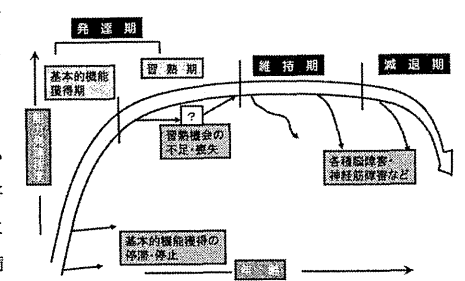 発達期
基本的機能
獲得期
習熟期
維持期
減退期
?
習熟機会の
不足・喪失
各種脳障害・
神経筋障害など
基本的機能獲得の
停滞・停止